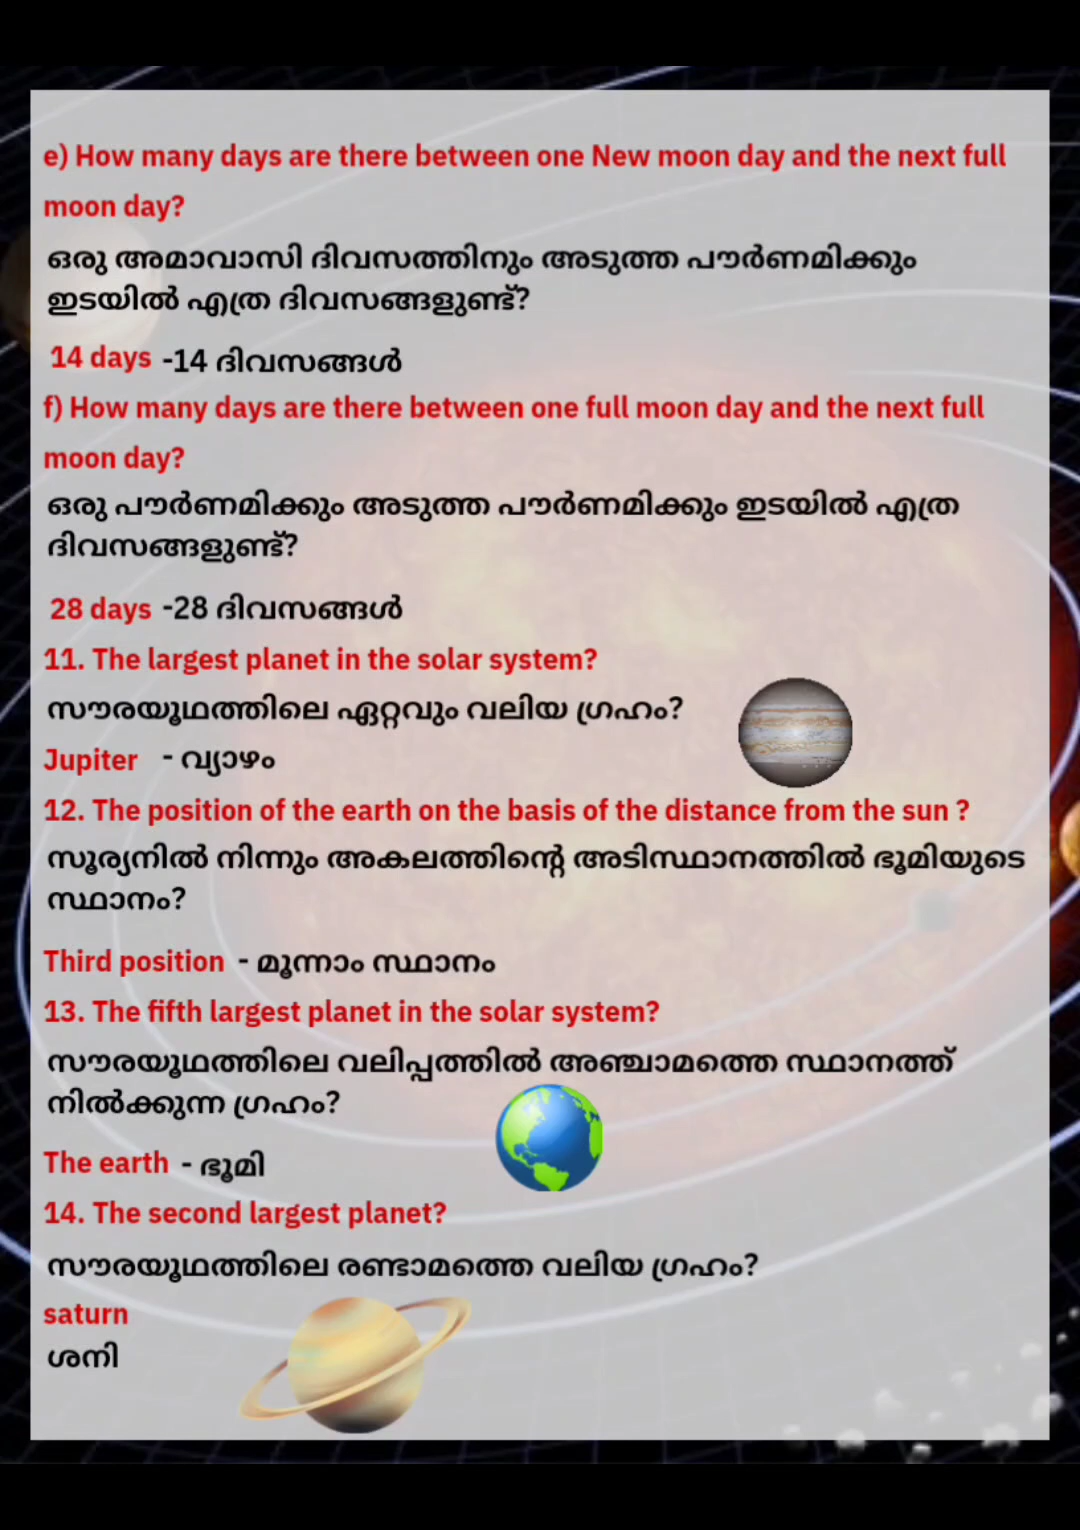 e) How many days are there between one New moon day and the next full
moon day?
ഒരു അമാവാസി ദിവസത്തിനും അടുത്ത പൗർണമിക്കും
ഇടയിൽ എത്ര ദിവസങ്ങളുണ്ട്?
14 days -14 ദിവസങ്ങൾ
f) How many days are there between one full moon day and the next full
moon day?
ഒരു പൗർണമിക്കും അടുത്ത പൗർണമിക്കും ഇടയിൽ എത്ര
ദിവസങ്ങളുണ്ട്?
28 days -28 ദിവസങ്ങൾ
11. The largest planet in the solar system?
സൗരയൂഥത്തിലെ ഏറ്റവും വലിയ ഗ്രഹം?
Jupiter - വ്യാഴം
12. The position of the earth on the basis of the distance from the sun ?
സൂര്യനിൽ നിന്നും അകലത്തിന്റെ അടിസ്ഥാനത്തിൽ ഭൂമിയുടെ
സ്ഥാനം?
Third position - മൂന്നാം സ്ഥാനം
13. The fifth largest planet in the solar system?
സൗരയൂഥത്തിലെ വലിപ്പത്തിൽ അഞ്ചാമത്തെ സ്ഥാനത്ത്
നിൽക്കുന്ന ഗ്രഹം?
The earth - ഭൂമി
14. The second largest planet?
സൗരയൂഥത്തിലെ രണ്ടാമത്തെ വലിയ ഗ്രഹം?
saturn
ശനി